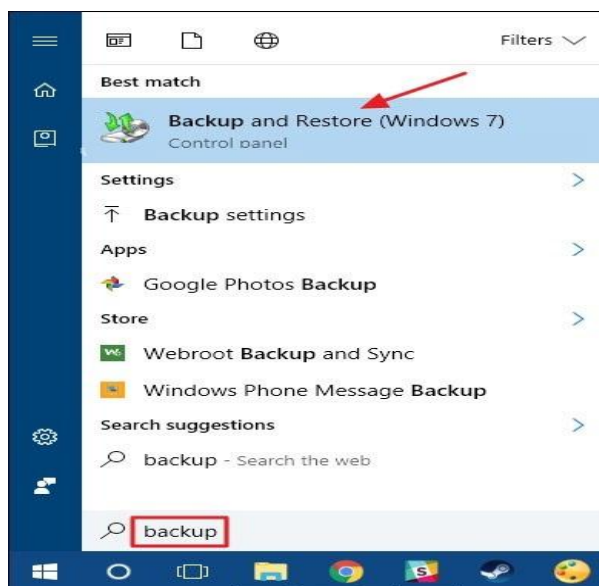 Filters
Best match
Backup and Restore (Windows 7)
Control panel
Settings
Backup settings
Apps
Google Photos Backup
Store
Webroot Backup and Sync
Windows Phone Message Backup
Search suggestions
backup - Search the web
backup